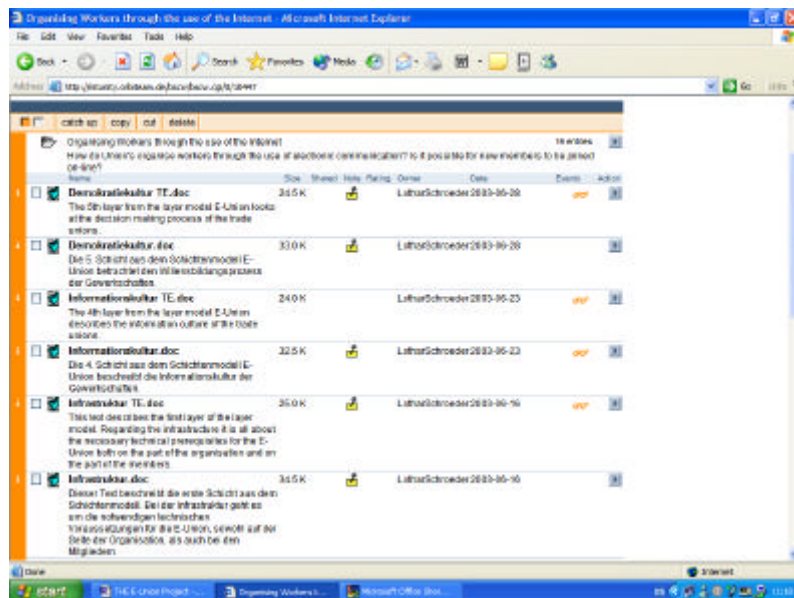 Organising Workers through the use of the Internet - Microsoft Internet Explorer
File Edit View Favorites Tools Help
Back Search Favorites Media
Address Go Links
catch up copy cut delete
Organising Workers through the use of the Internet 16 entries
How do Union's organise workers through the use of electronic communication? Is it possible for new members to be joined
on-line?
Name Size Shared Note Rating Owner Date Events Action
Demokratiekultur TE.doc 34.5 K LotharSchroeder 2003-06-28
The 5th layer from the layer model E-Union looks
at the decision making process of the trade
unions.
Demokratiekultur.doc 33.0 K LotharSchroeder 2003-06-28
Die 5. Schicht aus dem Schichtenmodell E-
Union betrachtet den Willensbildungsprozess
der Gewerkschaften.
Informationskultur TE.doc 24.0 K LotharSchroeder 2003-06-23
The 4th layer from the layer model E-Union
describes the information culture of the trade
unions.
Informationskultur.doc 32.5 K LotharSchroeder 2003-06-23
Die 4. Schicht aus dem Schichtenmodell E-
Union beschreibt die Informationskultur der
Gewerkschaften.
Infrastruktur TE.doc 35.0 K LotharSchroeder 2003-06-16
This text describes the first layer of the layer
model. Regarding the infrastructure it is all about
the necessary technical prerequisites for the E-
Union both on the part of the organisation and on
the part of the members.
Infrastruktur.doc 34.5 K LotharSchroeder 2003-06-16
Dieser Text beschreibt die erste Schicht aus dem
Schichtenmodell. Bei der Infrastruktur geht es
um die notwendigen technischen
Voraussetzungen für die E-Union, sowohl auf der
Seite der Organisation, als auch bei den
Mitgliedern.
Done Internet
start THE E-Union Project -... Organising Workers t... Microsoft Office Shor...